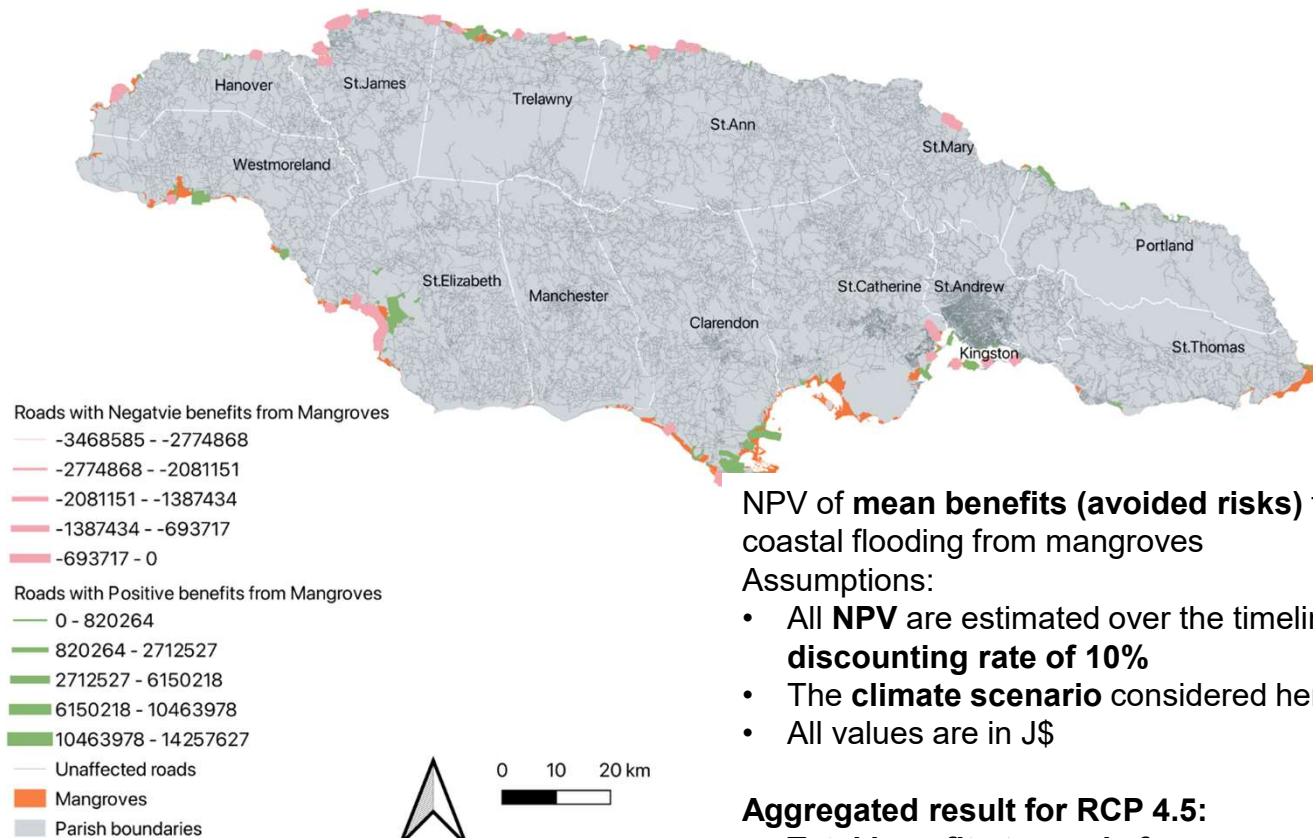 Hanover
St.James
Trelawny
St.Ann
St.Mary
Westmoreland
Portland
St.Elizabeth
Manchester
St.Catherine
St.Andrew
Clarendon
Kingston
St.Thomas
Roads with Negatvie benefits from Mangroves
-3468585 - -2774868
-2774868 - -2081151
-2081151 - -1387434
-1387434 - -693717
-693717 - 0
Roads with Positive benefits from Mangroves
0 - 820264
820264 - 2712527
2712527 - 6150218
6150218 - 10463978
10463978 - 14257627
Unaffected roads
Mangroves
Parish boundaries
0 10 20 km
NPV of mean benefits (avoided risks)
coastal flooding from mangroves
Assumptions:
• All NPV are estimated over the
discounting rate of 10%
• The climate scenario considered
• All values are in J$
Aggregated result for RCP 4.5: